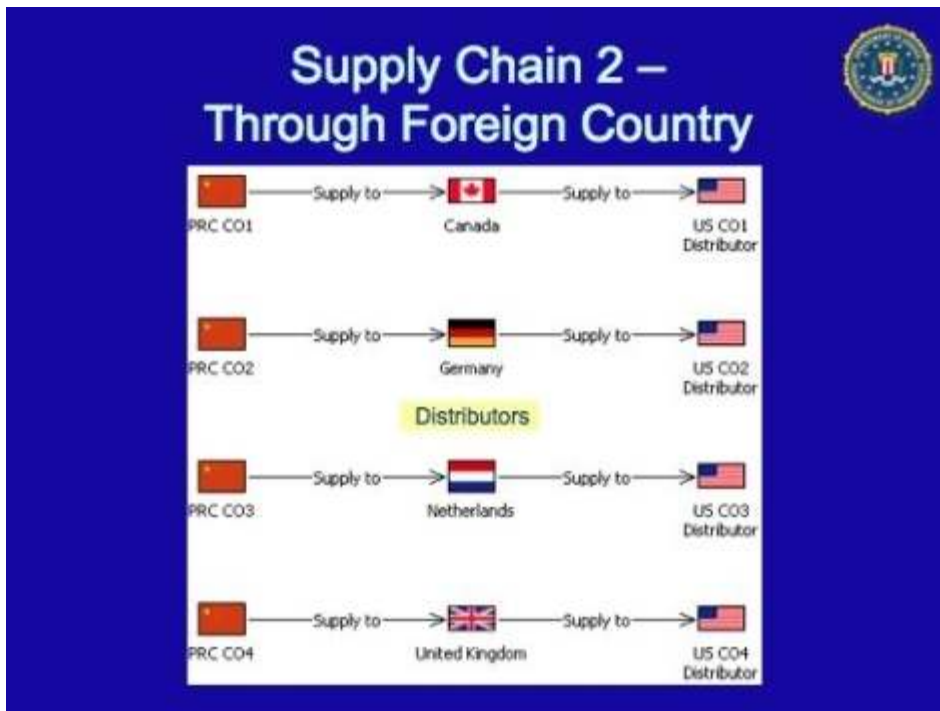 Supply Chain 2 –
Through Foreign Country
Supply to Supply to
PRC CO1 Canada US CO1
Distributor
Supply to Supply to
PRC CO2 Germany US CO2
Distributor
Distributors
Supply to Supply to
PRC CO3 Netherlands US CO3
Distributor
Supply to Supply to
PRC CO4 United Kingdom US CO4
Distributor